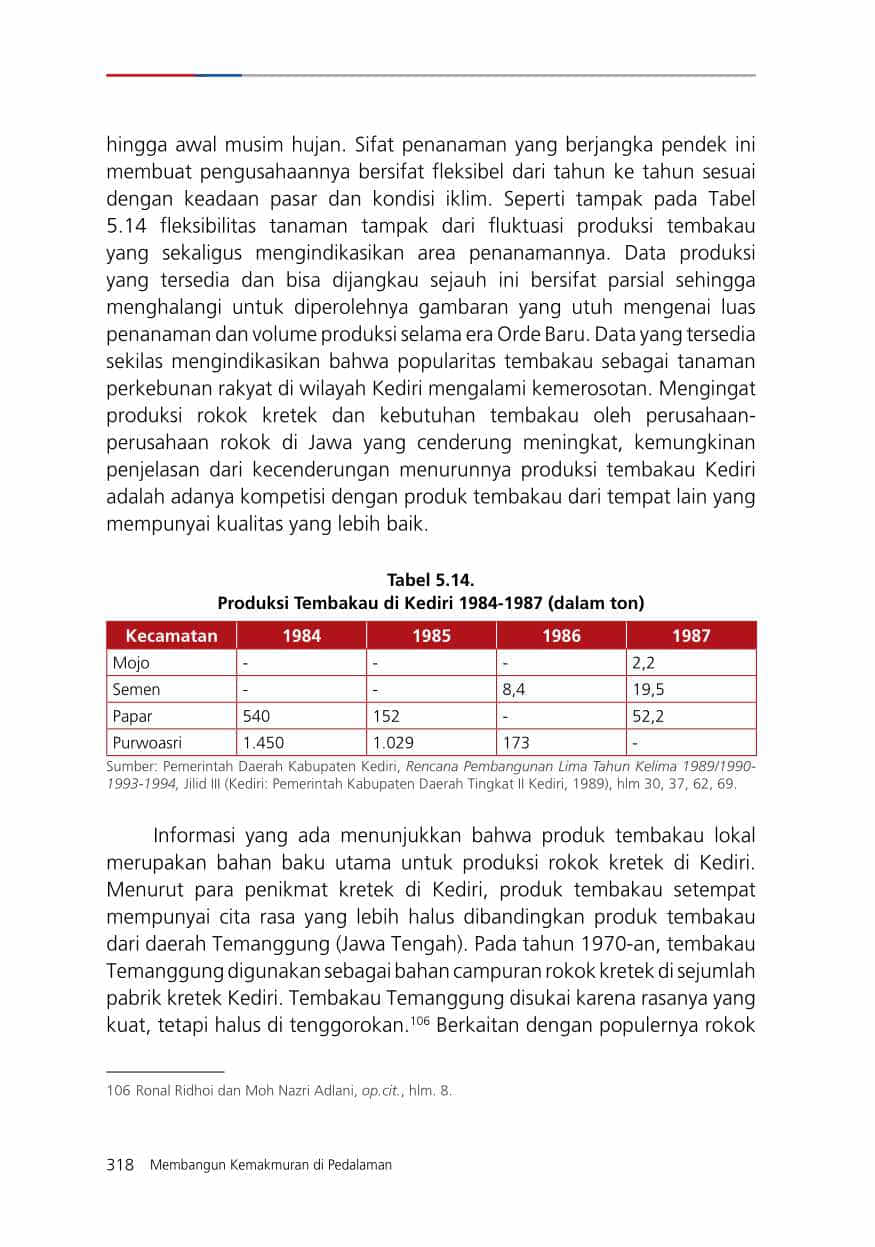 hingga awal musim hujan. Sifat penanaman yang berjangka pendek ini
membuat pengusahaannya bersifat fleksibel dari tahun ke tahun sesuai
dengan keadaan pasar dan kondisi iklim. Seperti tampak pada Tabel
5.14 fleksibilitas tanaman tampak dari fluktuasi produksi tembakau
yang sekaligus mengindikasikan area penanamannya. Data produksi
yang tersedia dan bisa dijangkau sejauh ini bersifat parsial sehingga
menghalangi untuk diperolehnya gambaran yang utuh mengenai luas
penanaman dan volume produksi selama era Orde Baru. Data yang tersedia
sekilas mengindikasikan bahwa popularitas tembakau sebagai tanaman
perkebunan rakyat di wilayah Kediri mengalami kemerosotan. Mengingat
produksi rokok kretek dan kebutuhan tembakau oleh perusahaan-
perusahaan rokok di Jawa yang cenderung meningkat, kemungkinan
penjelasan dari kecenderungan menurunnya produksi tembakau Kediri
adalah adanya kompetisi dengan produk tembakau dari tempat lain yang
mempunyai kualitas yang lebih baik.
Tabel 5.14.
Produksi Tembakau di Kediri 1984-1987 (dalam ton)
Kecamatan 1984 1985 1986 1987
Mojo - - - 2,2
Semen - - 8,4 19,5
Papar 540 152 - 52,2
Purwoasri 1.450 1.029 173 -
Sumber: Pemerintah Daerah Kabupaten Kediri, Rencana Pembangunan Lima Tahun Kelima 1989/1990-
1993-1994, Jilid III (Kediri: Pemerintah Kabupaten Daerah Tingkat II Kediri, 1989), hlm 30, 37, 62, 69.
Informasi yang ada menunjukkan bahwa produk tembakau lokal
merupakan bahan baku utama untuk produksi rokok kretek di Kediri.
Menurut para penikmat kretek di Kediri, produk tembakau setempat
mempunyai cita rasa yang lebih halus dibandingkan produk tembakau
dari daerah Temanggung (Jawa Tengah). Pada tahun 1970-an, tembakau
Temanggung digunakan sebagai bahan campuran rokok kretek di sejumlah
pabrik kretek Kediri. Tembakau Temanggung disukai karena rasanya yang
kuat, tetapi halus di tenggorokan.106 Berkaitan dengan populernya rokok
106 Ronal Ridhoi dan Moh Nazri Adlani, op.cit., hlm. 8.
318 Membangun Kemakmuran di Pedalaman